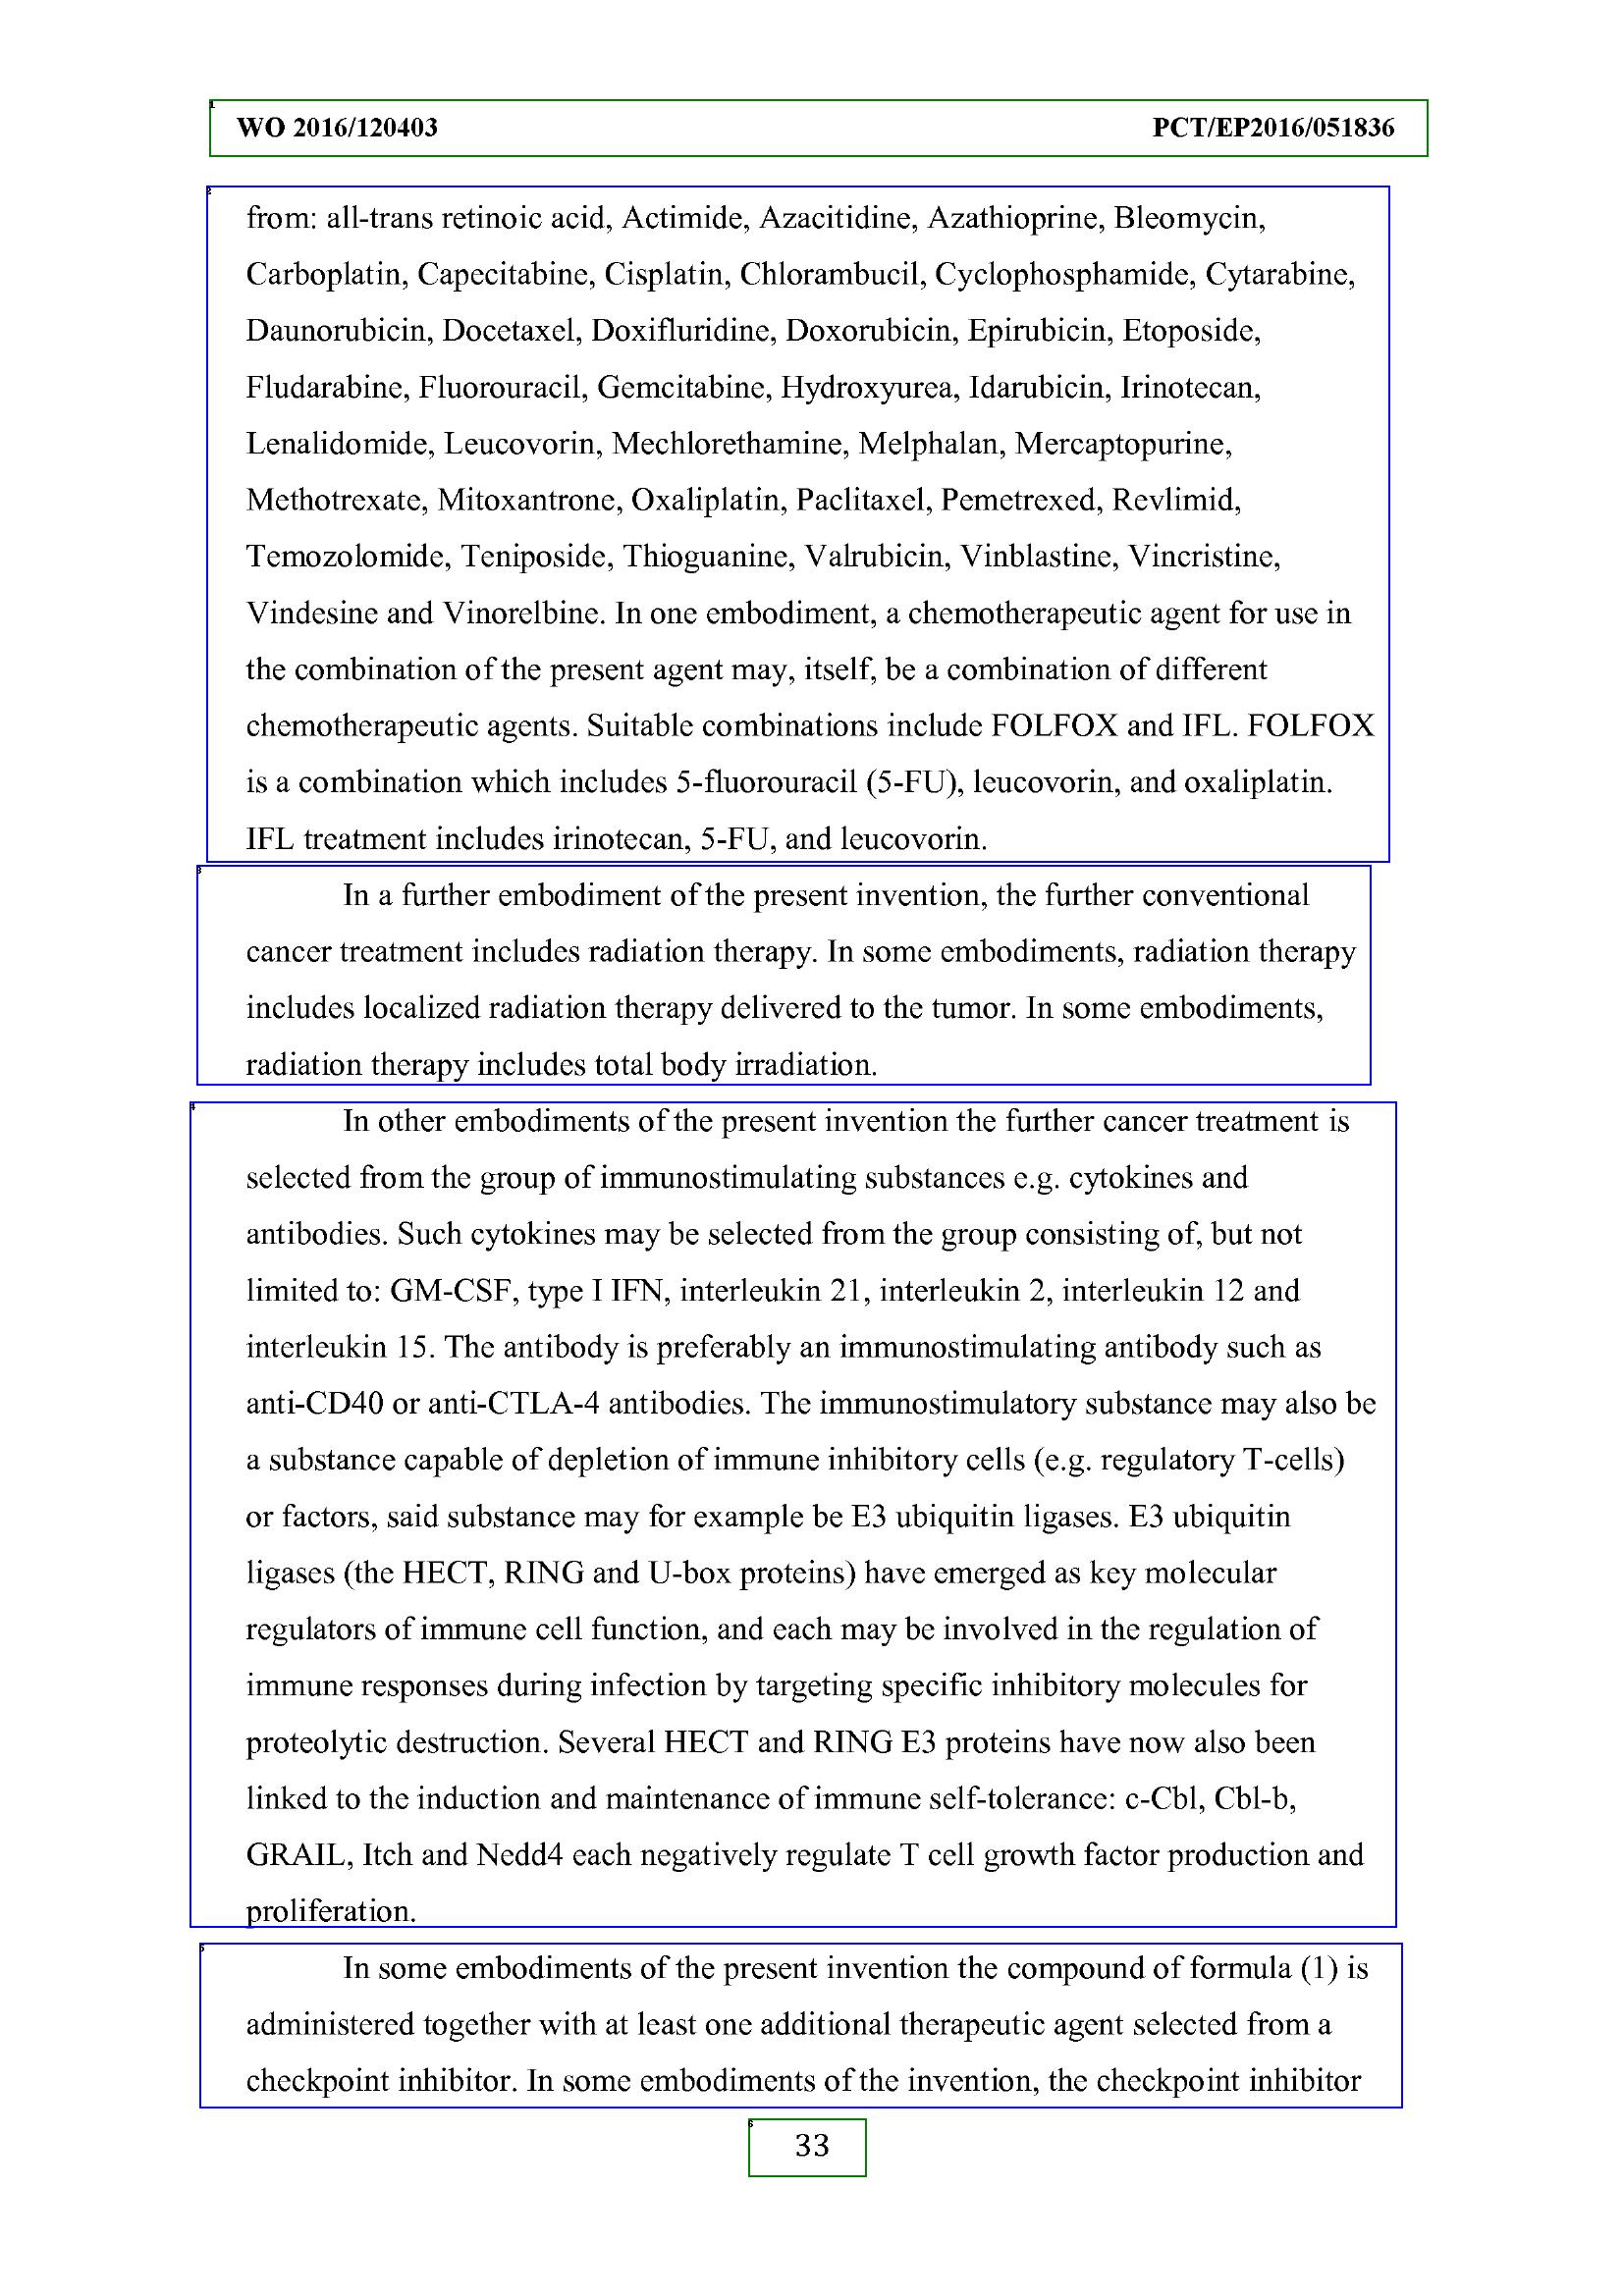 WO 2016/120403 PCT/EP2016/051836
from: all-trans retinoic acid, Actimide, Azacitidine, Azathioprine, Bleomycin,
Carboplatin, Capecitabine, Cisplatin, Chlorambucil, Cyclophosphamide, Cytarabine,
Daunorubicin, Docetaxel, Doxifluridine, Doxorubicin, Epirubicin, Etoposide,
Fludarabine, Fluorouracil, Gemcitabine, Hydroxyurea, Idarubicin, Irinotecan,
Lenalidomide, Leucovorin, Mechlorethamine, Melphalan, Mercaptopurine,
Methotrexate, Mitoxantrone, Oxaliplatin, Paclitaxel, Pemetrexed, Revlimid,
Temozolomide, Teniposide, Thioguanine, Valrubicin, Vinblastine, Vincristine,
Vindesine and Vinorelbine. In one embodiment, a chemotherapeutic agent for use in
the combination of the present agent may, itself, be a combination of different
chemotherapeutic agents. Suitable combinations include FOLFOX and IFL. FOLFOX
is a combination which includes 5-fluorouracil (5-FU), leucovorin, and oxaliplatin.
IFL treatment includes irinotecan, 5-FU, and leucovorin.
In a further embodiment of the present invention, the further conventional
cancer treatment includes radiation therapy. In some embodiments, radiation therapy
includes localized radiation therapy delivered to the tumor. In some embodiments,
radiation therapy includes total body irradiation.
In other embodiments of the present invention the further cancer treatment is
selected from the group of immunostimulating substances e.g. cytokines and
antibodies. Such cytokines may be selected from the group consisting of, but not
limited to: GM-CSF, type I IFN, interleukin 21, interleukin 2, interleukin 12 and
interleukin 15. The antibody is preferably an immunostimulating antibody such as
anti-CD40 or anti-CTLA-4 antibodies. The immunostimulatory substance may also be
a substance capable of depletion of immune inhibitory cells (e.g. regulatory T-cells)
or factors, said substance may for example be E3 ubiquitin ligases. E3 ubiquitin
ligases (the HECT, RING and U-box proteins) have emerged as key molecular
regulators of immune cell function, and each may be involved in the regulation of
immune responses during infection by targeting specific inhibitory molecules for
proteolytic destruction. Several HECT and RING E3 proteins have now also been
linked to the induction and maintenance of immune self-tolerance: c-Cbl, Cbl-b,
GRAIL, Itch and Nedd4 each negatively regulate T cell growth factor production and
proliferation.
In some embodiments of the present invention the compound of formula (1) is
administered together with at least one additional therapeutic agent selected from a
checkpoint inhibitor. In some embodiments of the invention, the checkpoint inhibitor
33